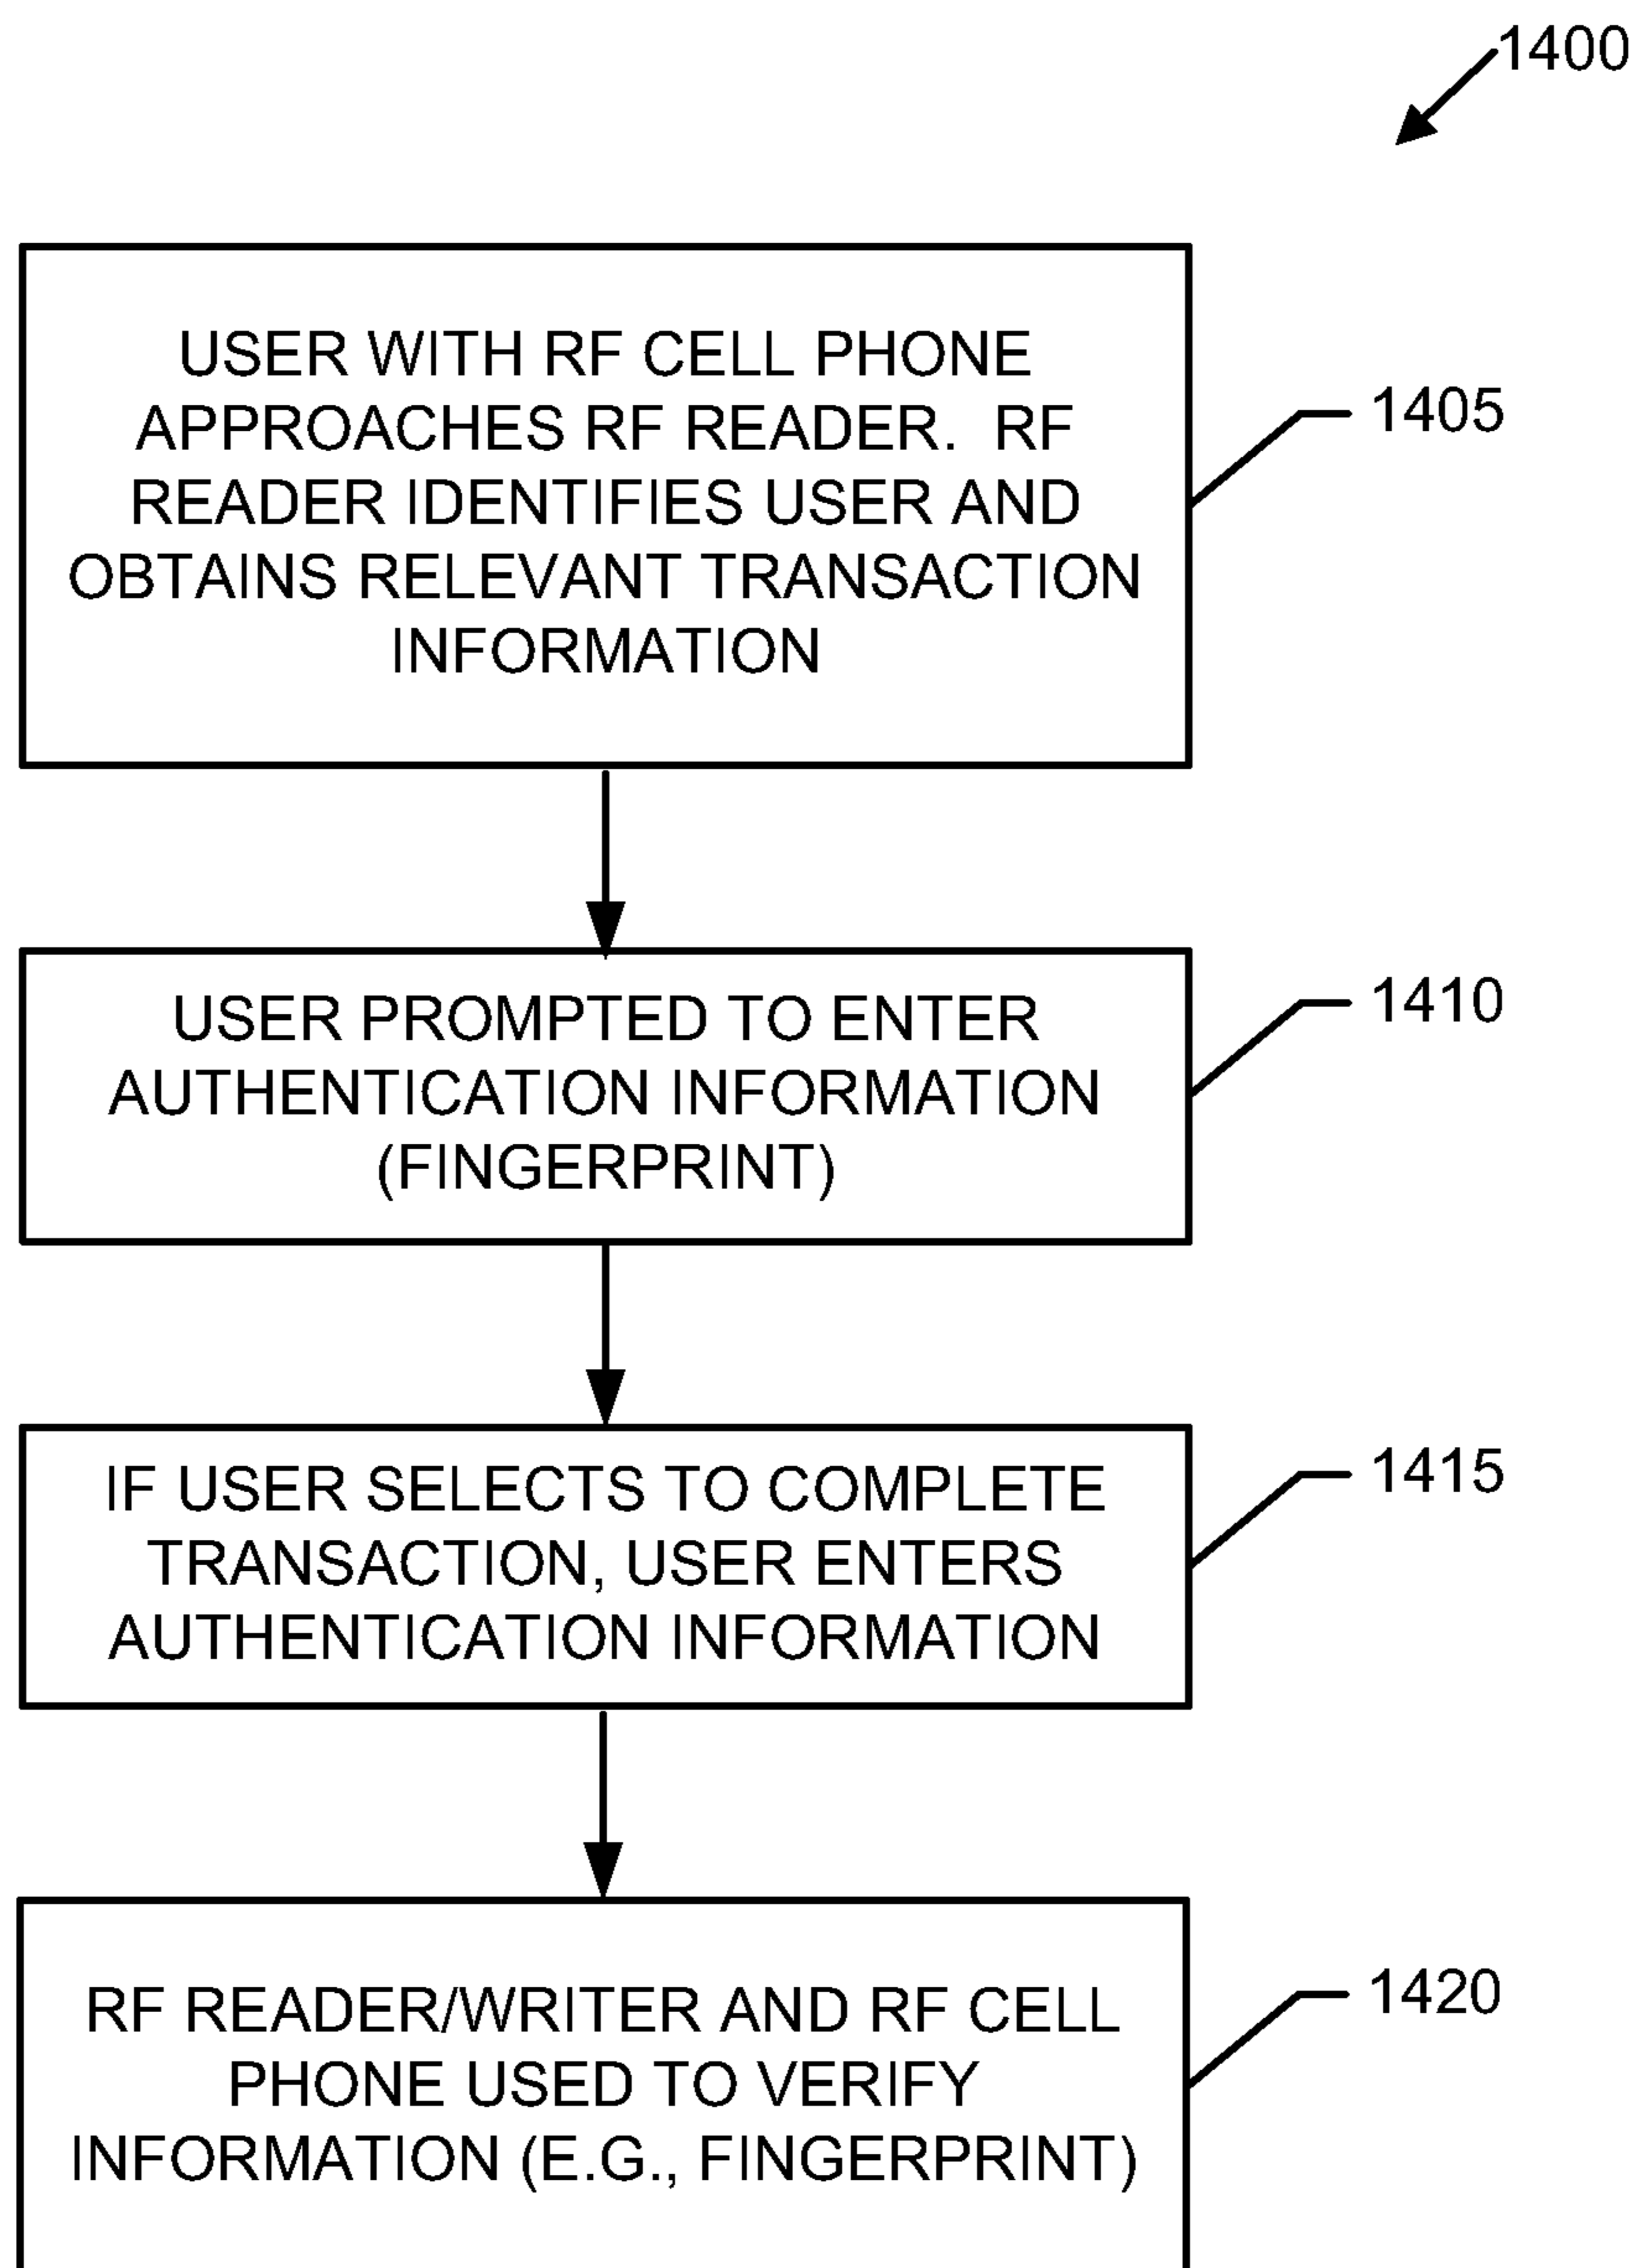 1400
USER WITH RF CELL PHONE
APPROACHES RF READER. RF
READER IDENTIFIES USER AND
OBTAINS RELEVANT TRANSACTION
INFORMATION
1405
USER PROMPTED TO ENTER
AUTHENTICATION INFORMATION
(FINGERPRINT)
1410
IF USER SELECTS TO COMPLETE
TRANSACTION, USER ENTERS
AUTHENTICATION INFORMATION
1415
RF READER/WRITER AND RF CELL
PHONE USED TO VERIFY
INFORMATION (E.G., FINGERPRINT)
1420